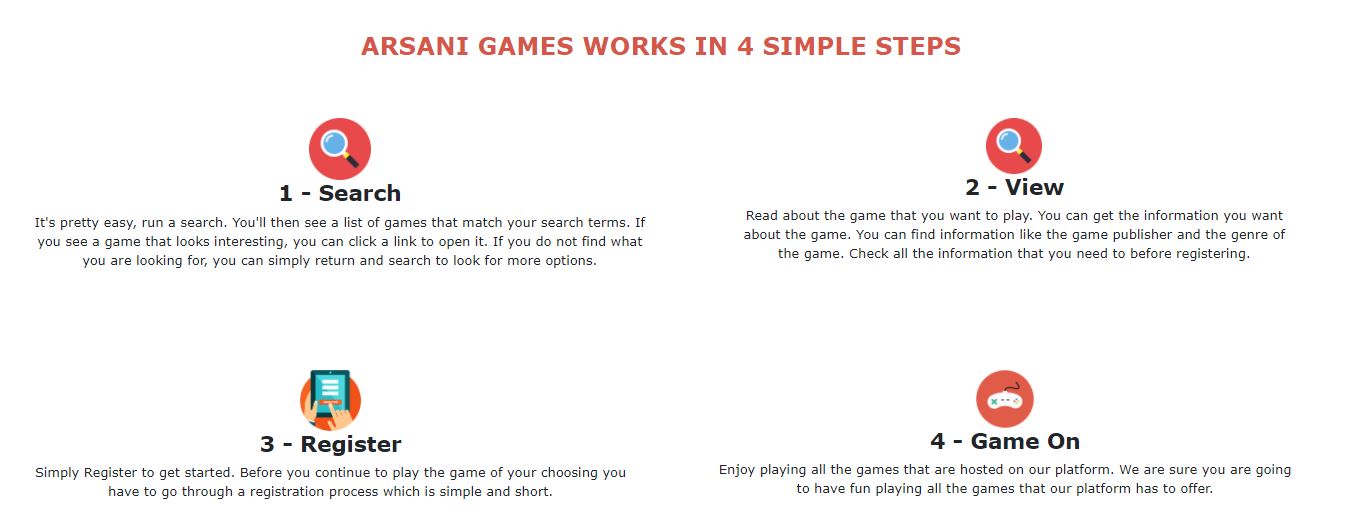 ARSANI GAMES WORKS IN 4 SIMPLE STEPS
1 - Search
It's pretty easy, run a search. You'll then see a list of games that match your search terms. If
you see a game that looks interesting, you can click a link to open it. If you do not find what
you are looking for, you can simply return and search to look for more options.
2 - View
Read about the game that you want to play. You can get the information you want
about the game. You can find information like the game publisher and the genre of
the game. Check all the information that you need to before registering.
3 - Register
Simply Register to get started. Before you continue to play the game of your choosing you
have to go through a registration process which is simple and short.
4 - Game On
Enjoy playing all the games that are hosted on our platform. We are sure you are going
to have fun playing all the games that our platform has to offer.